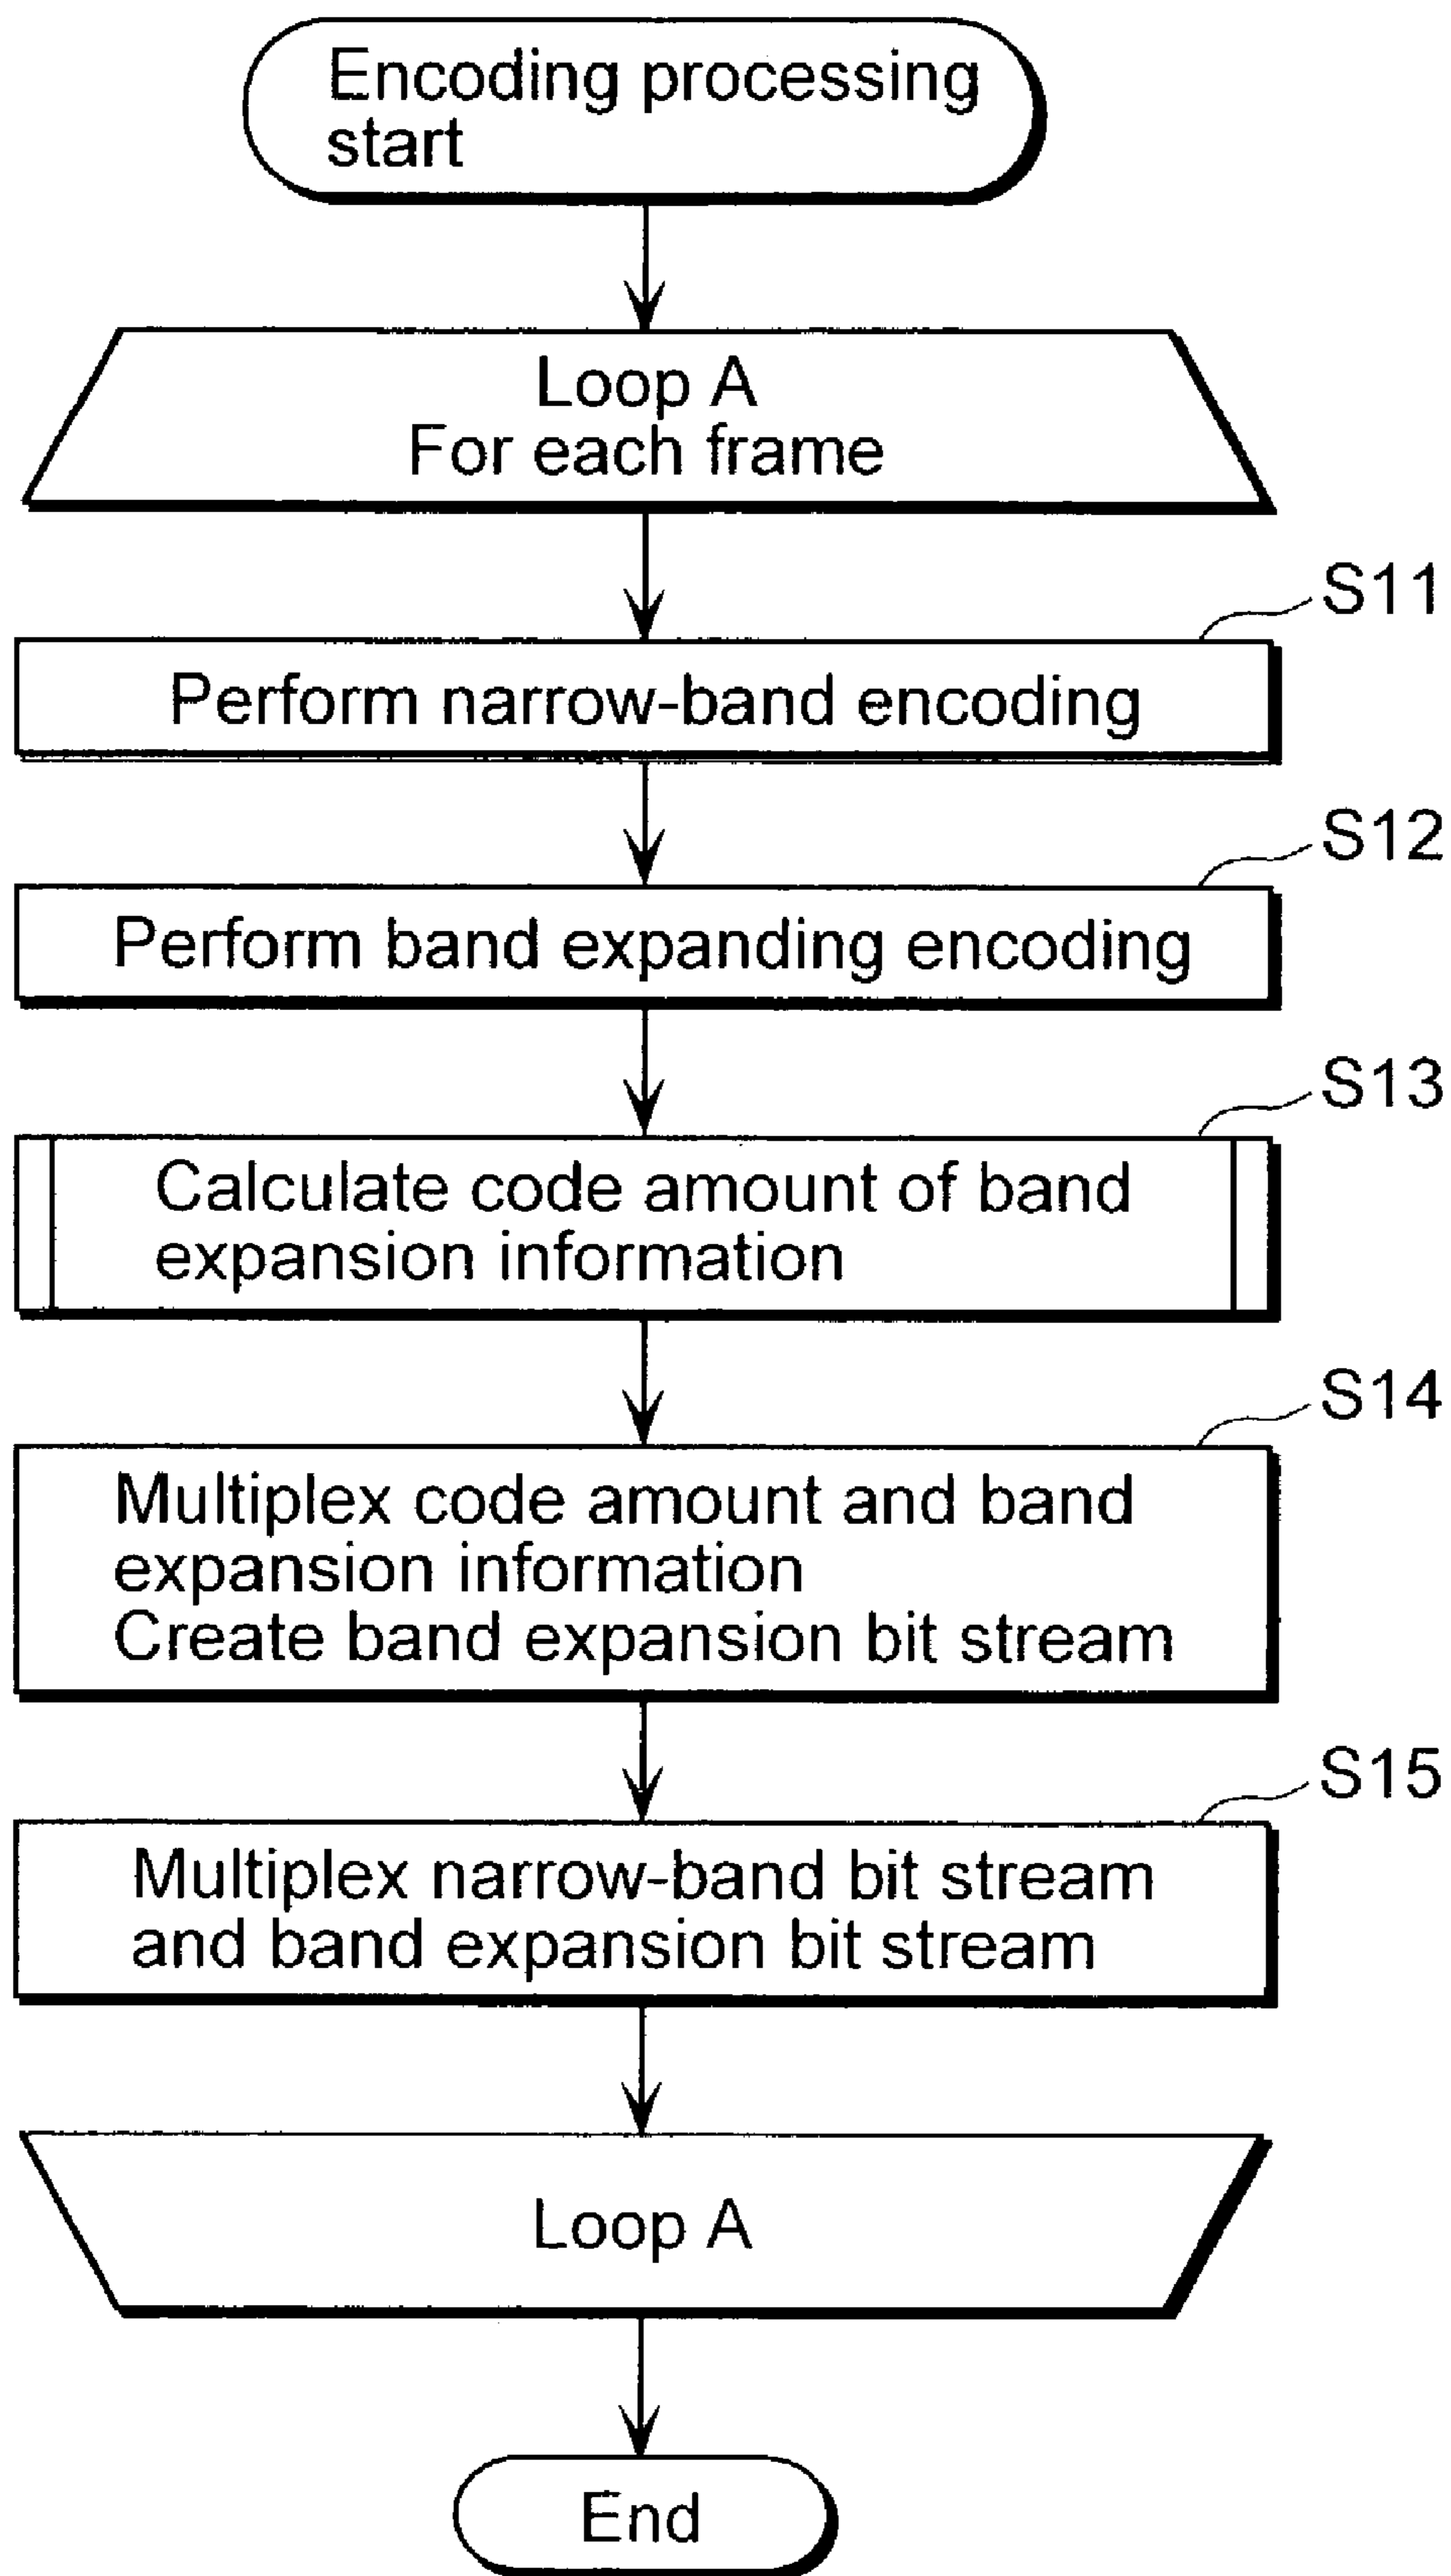 Encoding processing
start
Loop A
For each frame
S11
Perform narrow-band encoding
S12
Perform band expanding encoding
S13
Calculate code amount of band
expansion information
S14
Multiplex code amount and band
expansion information
Create band expansion bit stream
S15
Multiplex narrow-band bit stream
and band expansion bit stream
Loop A
End